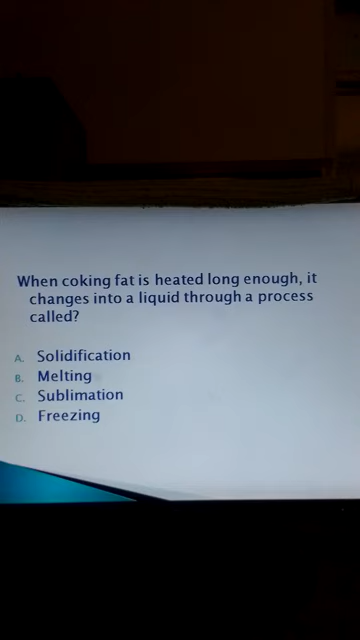 When coking fat is heated long enough, it
changes into a liquid through a process
called?
A. Solidification
B. Melting
C. Sublimation
D. Freezing